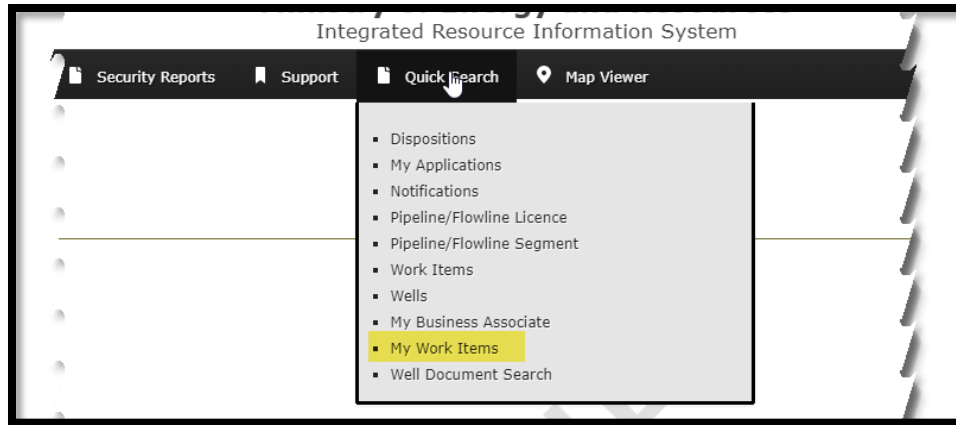 Integrated Resource Information System
Security Reports Support Quick Search Map Viewer
Dispositions
My Applications
Notifications
Pipeline/Flowline Licence
Pipeline/Flowline Segment
Work Items
Wells
My Business Associate
My Work Items
Well Document Search